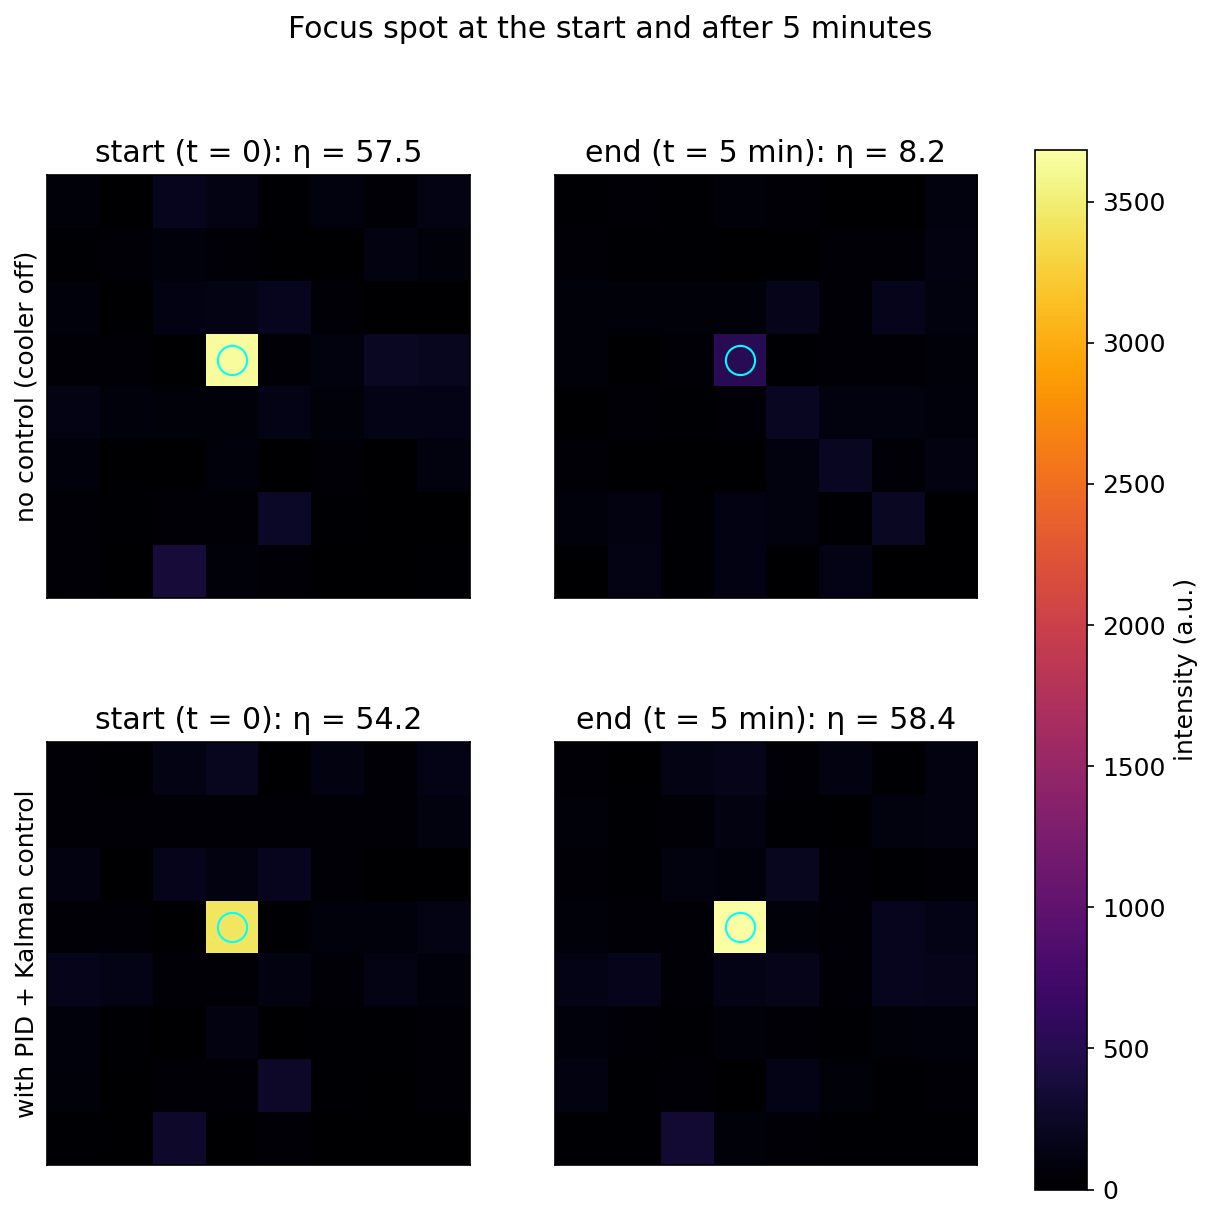 Focus spot at the start and after 5 minutes
start (t = 0): η = 57.5
end (t = 5 min): η = 8.2
no control (cooler off)
start (t = 0): η = 54.2
end (t = 5 min): η = 58.4
with PID + Kalman control
3500
3000
2500
2000
1500
1000
500
0
intensity (a.u.)